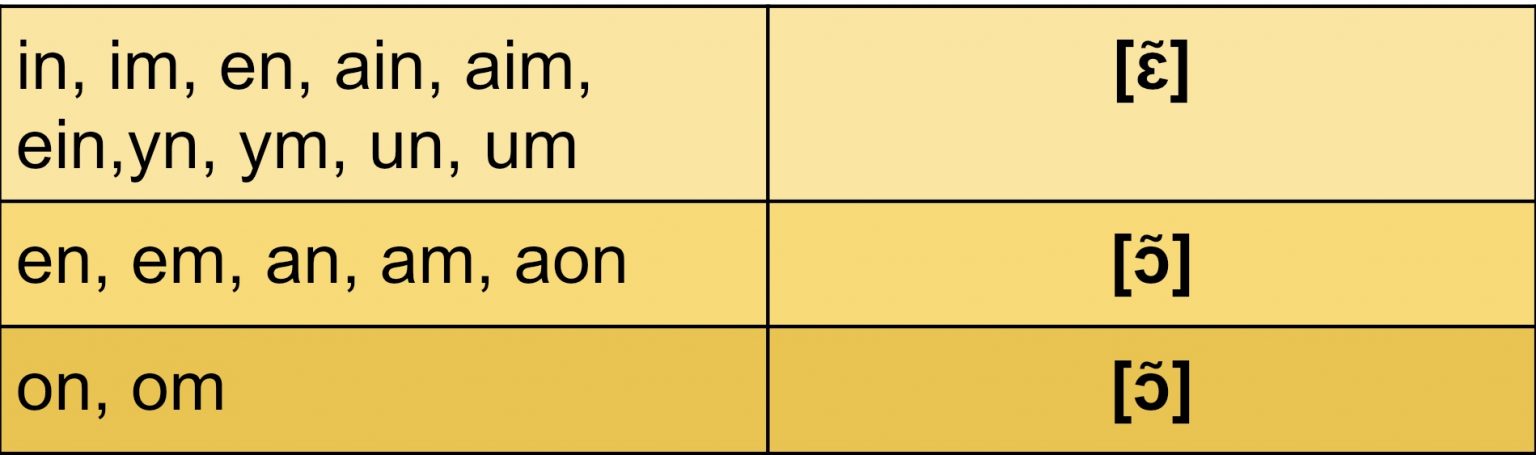 in, im, en, ain, aim,
ein,yn, ym, un, um
[ɛ̃]
en, em, an, am, aon
[ɔ̃]
on, om
[ɔ̃]